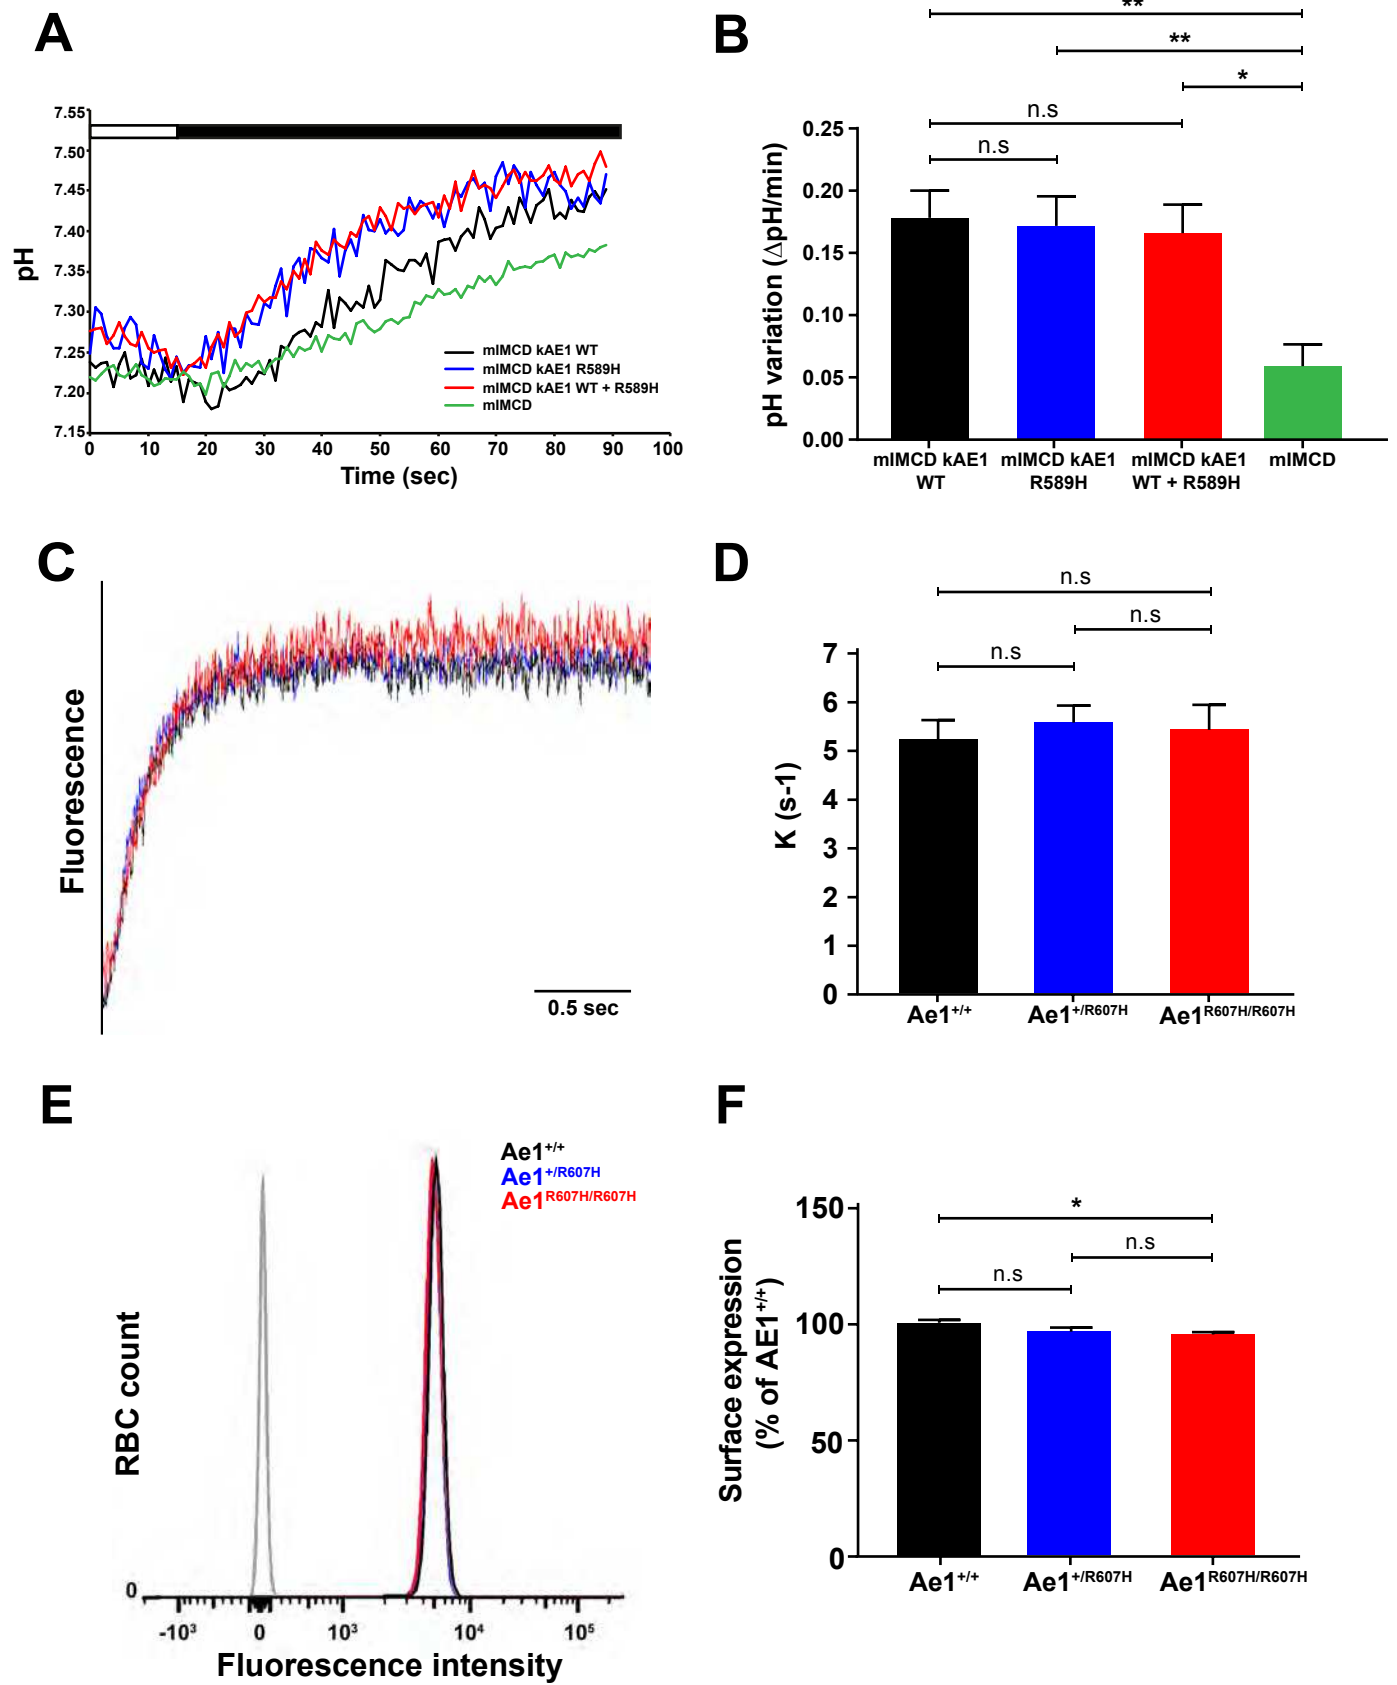 A
7.55
7.50
7.45
7.40
7.35
7.30
7.25
7.20
7.15
pH
0 10 20 30 40 50 60 70 80 90 100
Time (sec)
mIMCD kAE1 WT
mIMCD kAE1 R589H
mIMCD kAE1 WT + R589H
mIMCD
B
**
**
*
n.s
n.s
0.25
0.20
0.15
0.10
0.05
0.00
pH variation (ΔpH/min)
mIMCD kAE1 WT
mIMCD kAE1 R589H
mIMCD kAE1 WT + R589H
mIMCD
C
Fluorescence
0.5 sec
D
n.s
n.s
n.s
7
6
5
4
3
2
1
0
K (s-1)
Ae1+/+ Ae1+/R607H Ae1R607H/R607H
E
Ae1+/+
Ae1+/R607H
Ae1R607H/R607H
RBC count
0
-10³ 0 10³ 10⁴ 10⁵
Fluorescence intensity
F
*
n.s
n.s
150
100
50
0
Surface expression
(% of AE1+/+)
Ae1+/+ Ae1+/R607H Ae1R607H/R607H